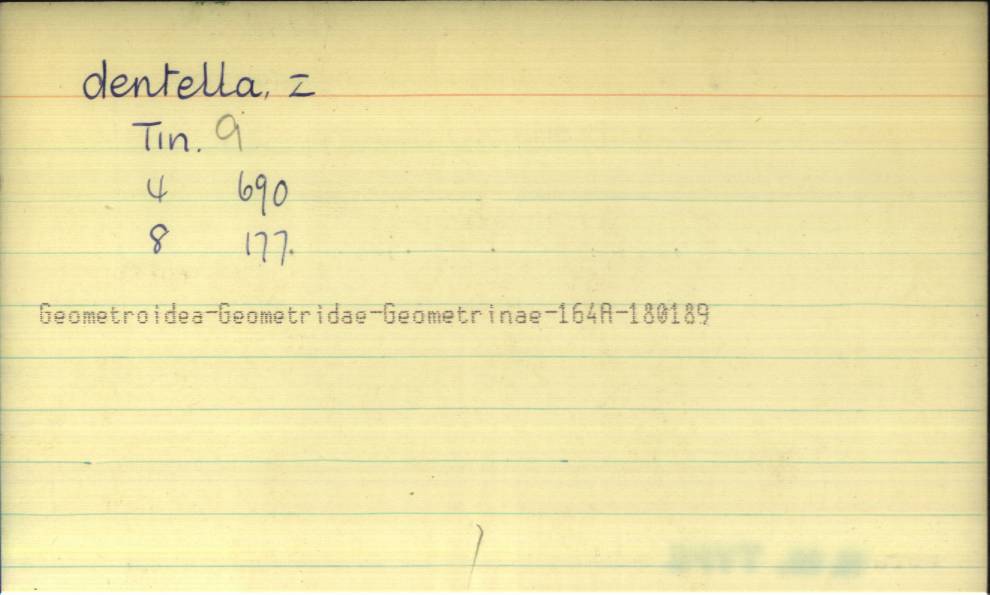 dentella, Z
Tin. 9
4 690
8 177.
Geometroidea-Geometridae-Geometrinae-164A-180189